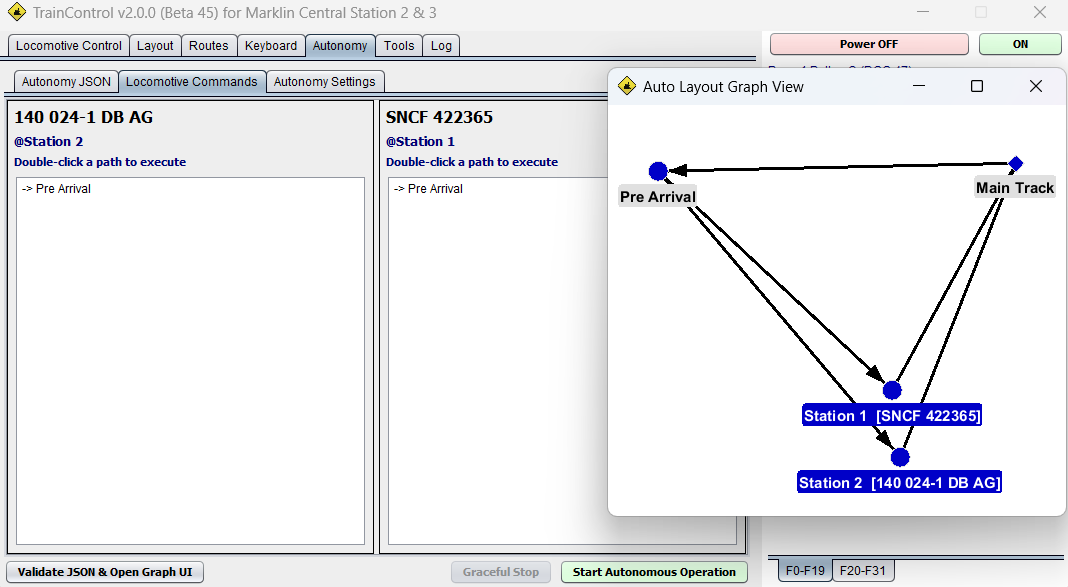 TrainControl v2.0.0 (Beta 45) for Marklin Central Station 2 & 3
Locomotive Control Layout Routes Keyboard Autonomy Tools Log
Power OFF ON
Autonomy JSON Locomotive Commands Autonomy Settings
140 024-1 DB AG
@Station 2
Double-click a path to execute
-> Pre Arrival
SNCF 422365
@Station 1
Double-click a path to execute
-> Pre Arrival
Auto Layout Graph View
Pre Arrival
Main Track
Station 1 [SNCF 422365]
Station 2 [140 024-1 DB AG]
Validate JSON & Open Graph UI Graceful Stop Start Autonomous Operation
F0-F19 F20-F31